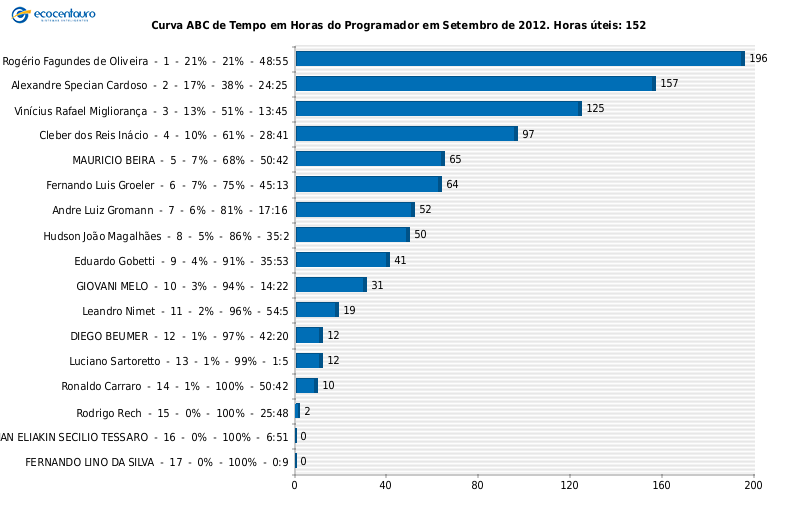 ecocentauro
Curva ABC de Tempo em Horas do Programador em Setembro de 2012. Horas úteis: 152
Rogério Fagundes de Oliveira - 1 - 21% - 21% - 48:55 196
Alexandre Specian Cardoso - 2 - 17% - 38% - 24:25 157
Vinícius Rafael Migliorança - 3 - 13% - 51% - 13:45 125
Cleber dos Reis Inácio - 4 - 10% - 61% - 28:41 97
MAURICIO BEIRA - 5 - 7% - 68% - 50:42 65
Fernando Luis Groeler - 6 - 7% - 75% - 45:13 64
Andre Luiz Gromann - 7 - 6% - 81% - 17:16 52
Hudson João Magalhães - 8 - 5% - 86% - 35:2 50
Eduardo Gobetti - 9 - 4% - 91% - 35:53 41
GIOVANI MELO - 10 - 3% - 94% - 14:22 31
Leandro Nimet - 11 - 2% - 96% - 54:5 19
DIEGO BEUMER - 12 - 1% - 97% - 42:20 12
Luciano Sartoretto - 13 - 1% - 99% - 1:5 12
Ronaldo Carraro - 14 - 1% - 100% - 50:42 10
Rodrigo Rech - 15 - 0% - 100% - 25:48 2
AN ELIAKIN SECILIO TESSARO - 16 - 0% - 100% - 6:51 0
FERNANDO LINO DA SILVA - 17 - 0% - 100% - 0:9 0
0 40 80 120 160 200